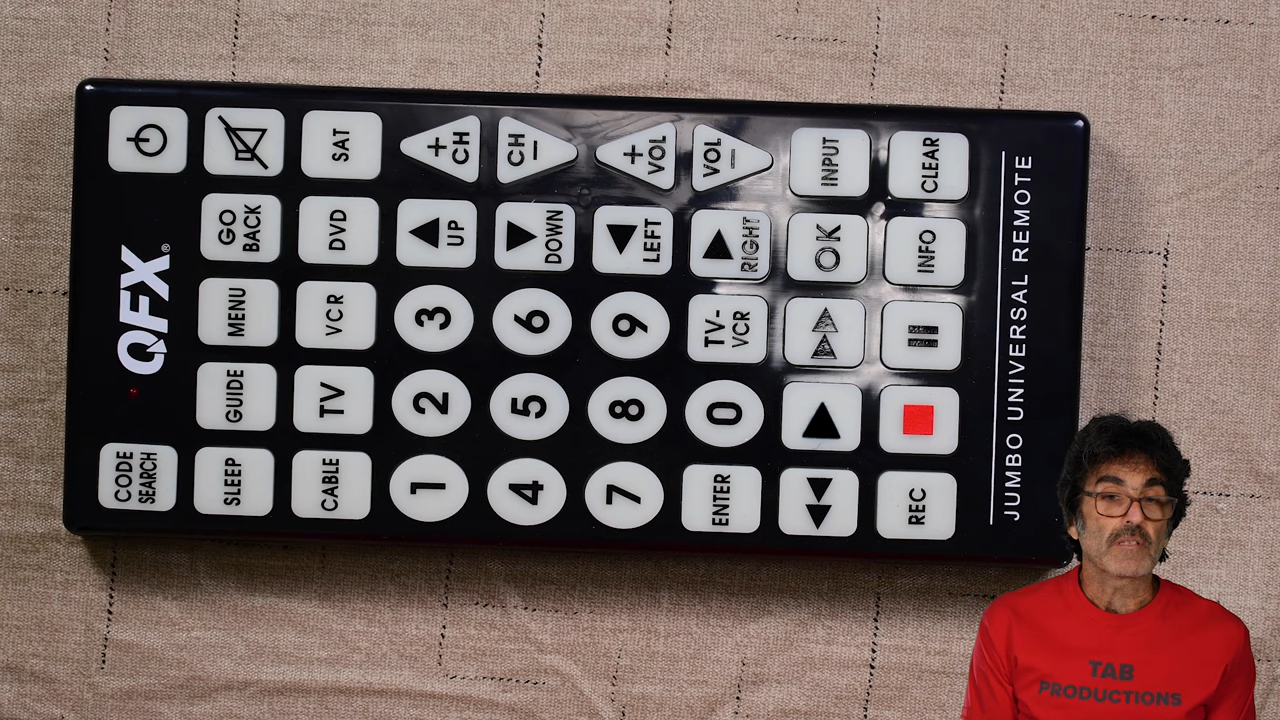 QFX®
CODE
SEARCH
SLEEP
GUIDE
MENU
GO
BACK
CABLE
TV
VCR
DVD
SAT
1
2
3
UP
+
CH
4
5
6
DOWN
CH
−
7
8
9
LEFT
+
VOL
ENTER
0
TV-
VCR
RIGHT
VOL
−
OK
INPUT
REC
INFO
CLEAR
JUMBO UNIVERSAL REMOTE
TAB
PRODUCTIONS